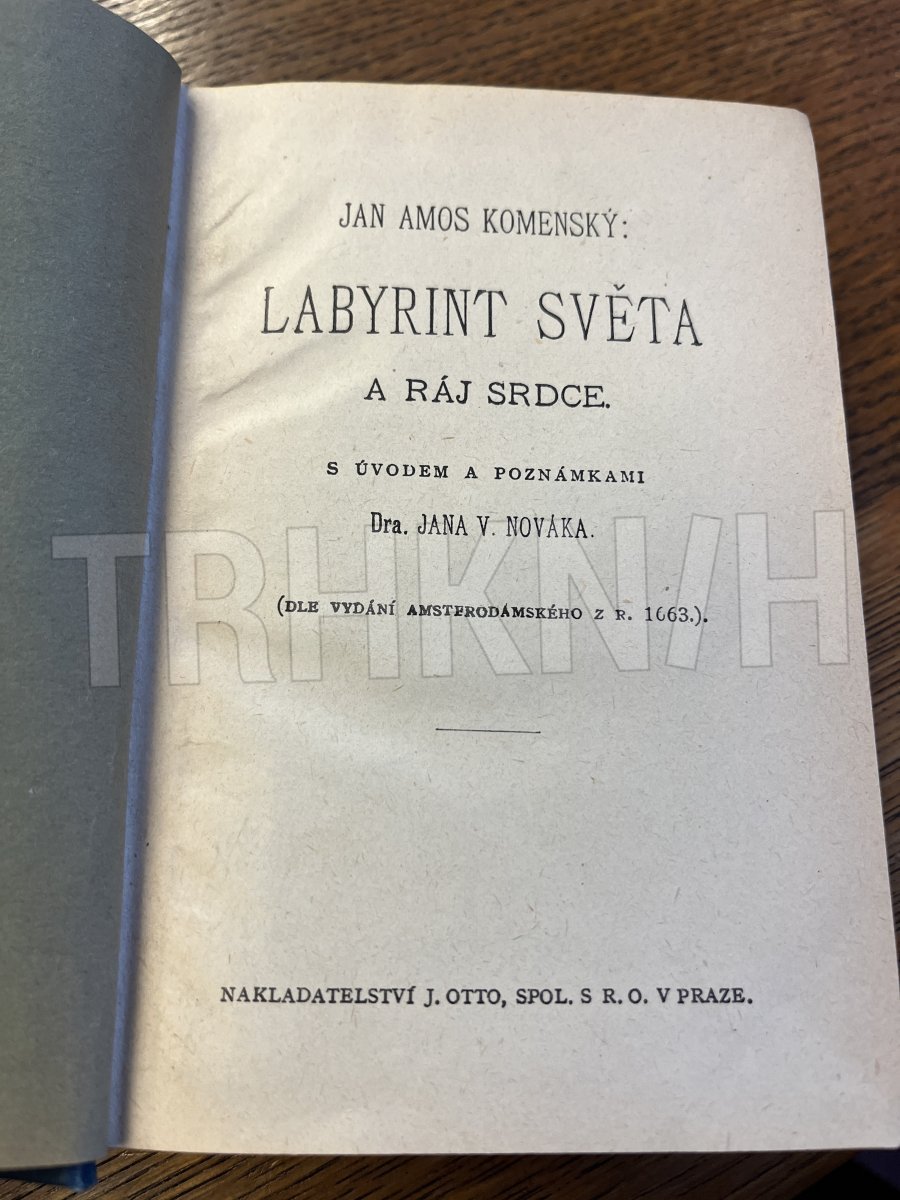 JAN AMOS KOMENSKÝ:
LABYRINT SVĚTA
A RÁJ SRDCE.
S ÚVODEM A POZNÁMKAMI
Dra. JANA V. NOVÁKA.
(DLE VYDÁNÍ AMSTERODÁMSKÉHO Z R. 1663.).
TRHKNIH
NAKLADATELSTVÍ J. OTTO, SPOL. S R. O. V PRAZE.